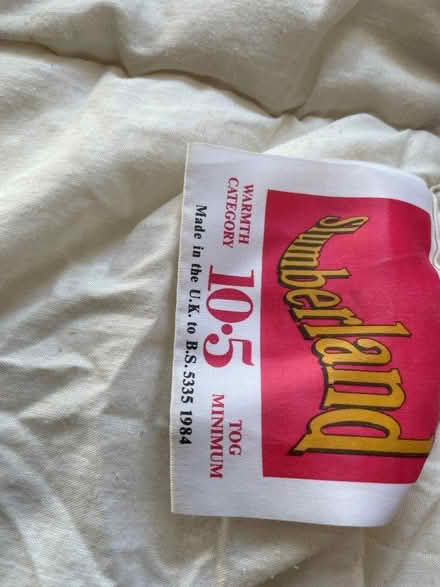 Slumberland
WARMTH
CATEGORY
10·5
TOG
MINIMUM
Made in the U.K. to B.S. 5335 1984